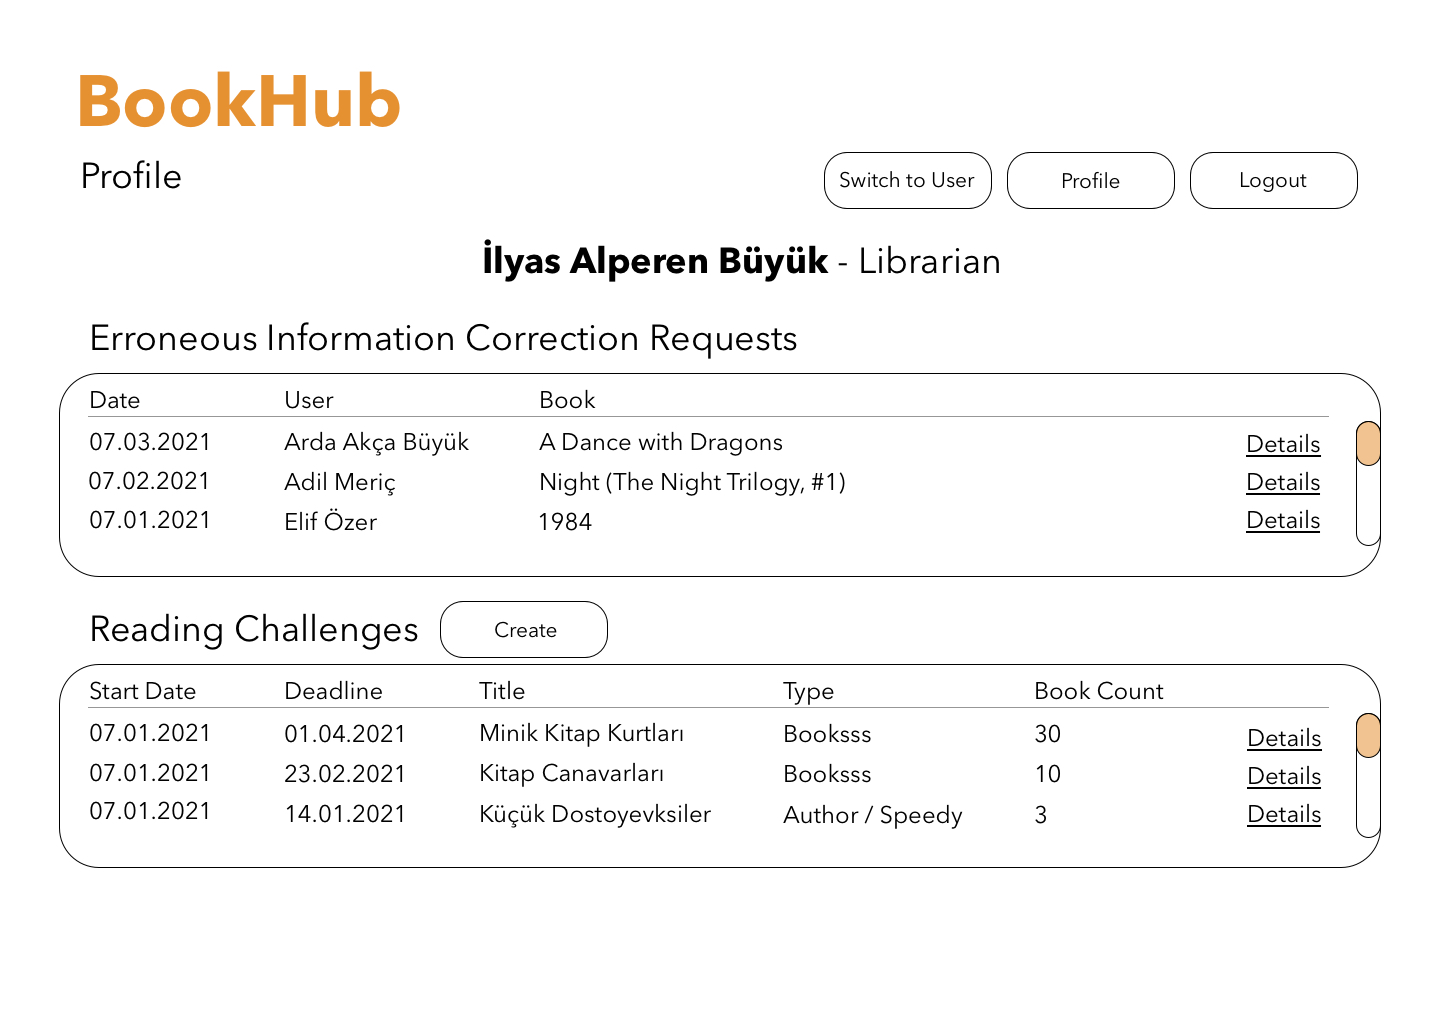 BookHub
Profile
Switch to User Profile Logout
İlyas Alperen Büyük - Librarian
Erroneous Information Correction Requests
Date User Book
07.03.2021 Arda Akça Büyük A Dance with Dragons Details
07.02.2021 Adil Meriç Night (The Night Trilogy, #1) Details
07.01.2021 Elif Özer 1984 Details
Reading Challenges Create
Start Date Deadline Title Type Book Count
07.01.2021 01.04.2021 Minik Kitap Kurtları Booksss 30 Details
07.01.2021 23.02.2021 Kitap Canavarları Booksss 10 Details
07.01.2021 14.01.2021 Küçük Dostoyevksiler Author / Speedy 3 Details